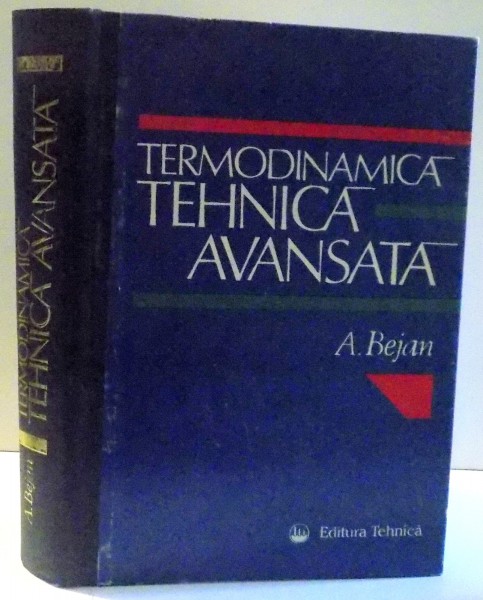 TERMODINAMICĂ
TEHNICĂ
AVANSATĂ
A. Bejan
Editura Tehnică
TERMODINAMICĂ
TEHNICĂ AVANSATĂ
A. Bejan